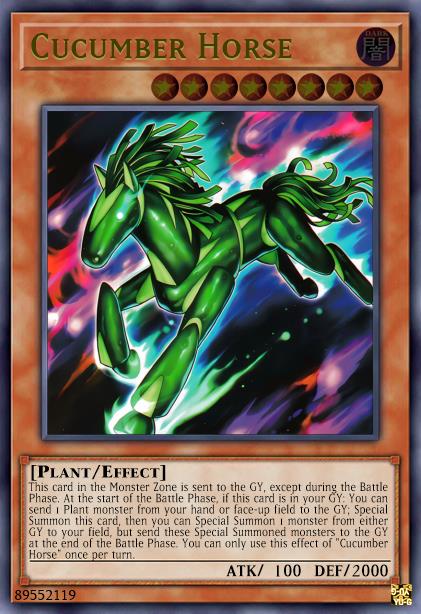 Cucumber Horse
DARK
闇
[Plant/Effect]
This card in the Monster Zone is sent to the GY, except during the Battle
Phase. At the start of the Battle Phase, if this card is in your GY: You can
send 1 Plant monster from your hand or face-up field to the GY; Special
Summon this card, then you can Special Summon 1 monster from either
GY to your field, but send these Special Summoned monsters to the GY
at the end of the Battle Phase. You can only use this effect of "Cucumber
Horse" once per turn.
ATK/ 100 DEF/2000
89552119